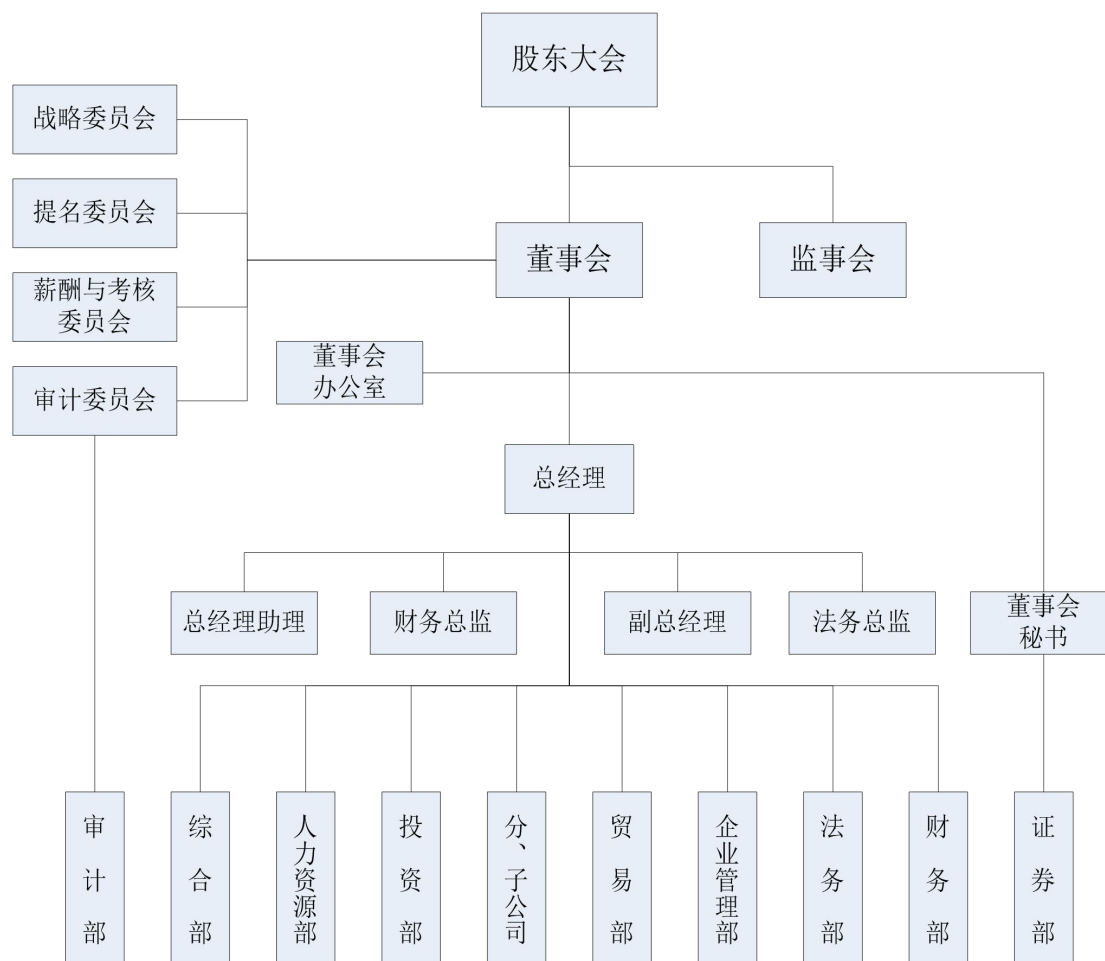 股东大会
战略委员会
提名委员会
董事会
监事会
薪酬与考核
委员会
董事会
办公室
审计委员会
总经理
总经理助理
财务总监
副总经理
法务总监
董事会
秘书
审计部
综合部
人力资源部
投资部
分、子公司
贸易部
企业管理部
法务部
财务部
证券部